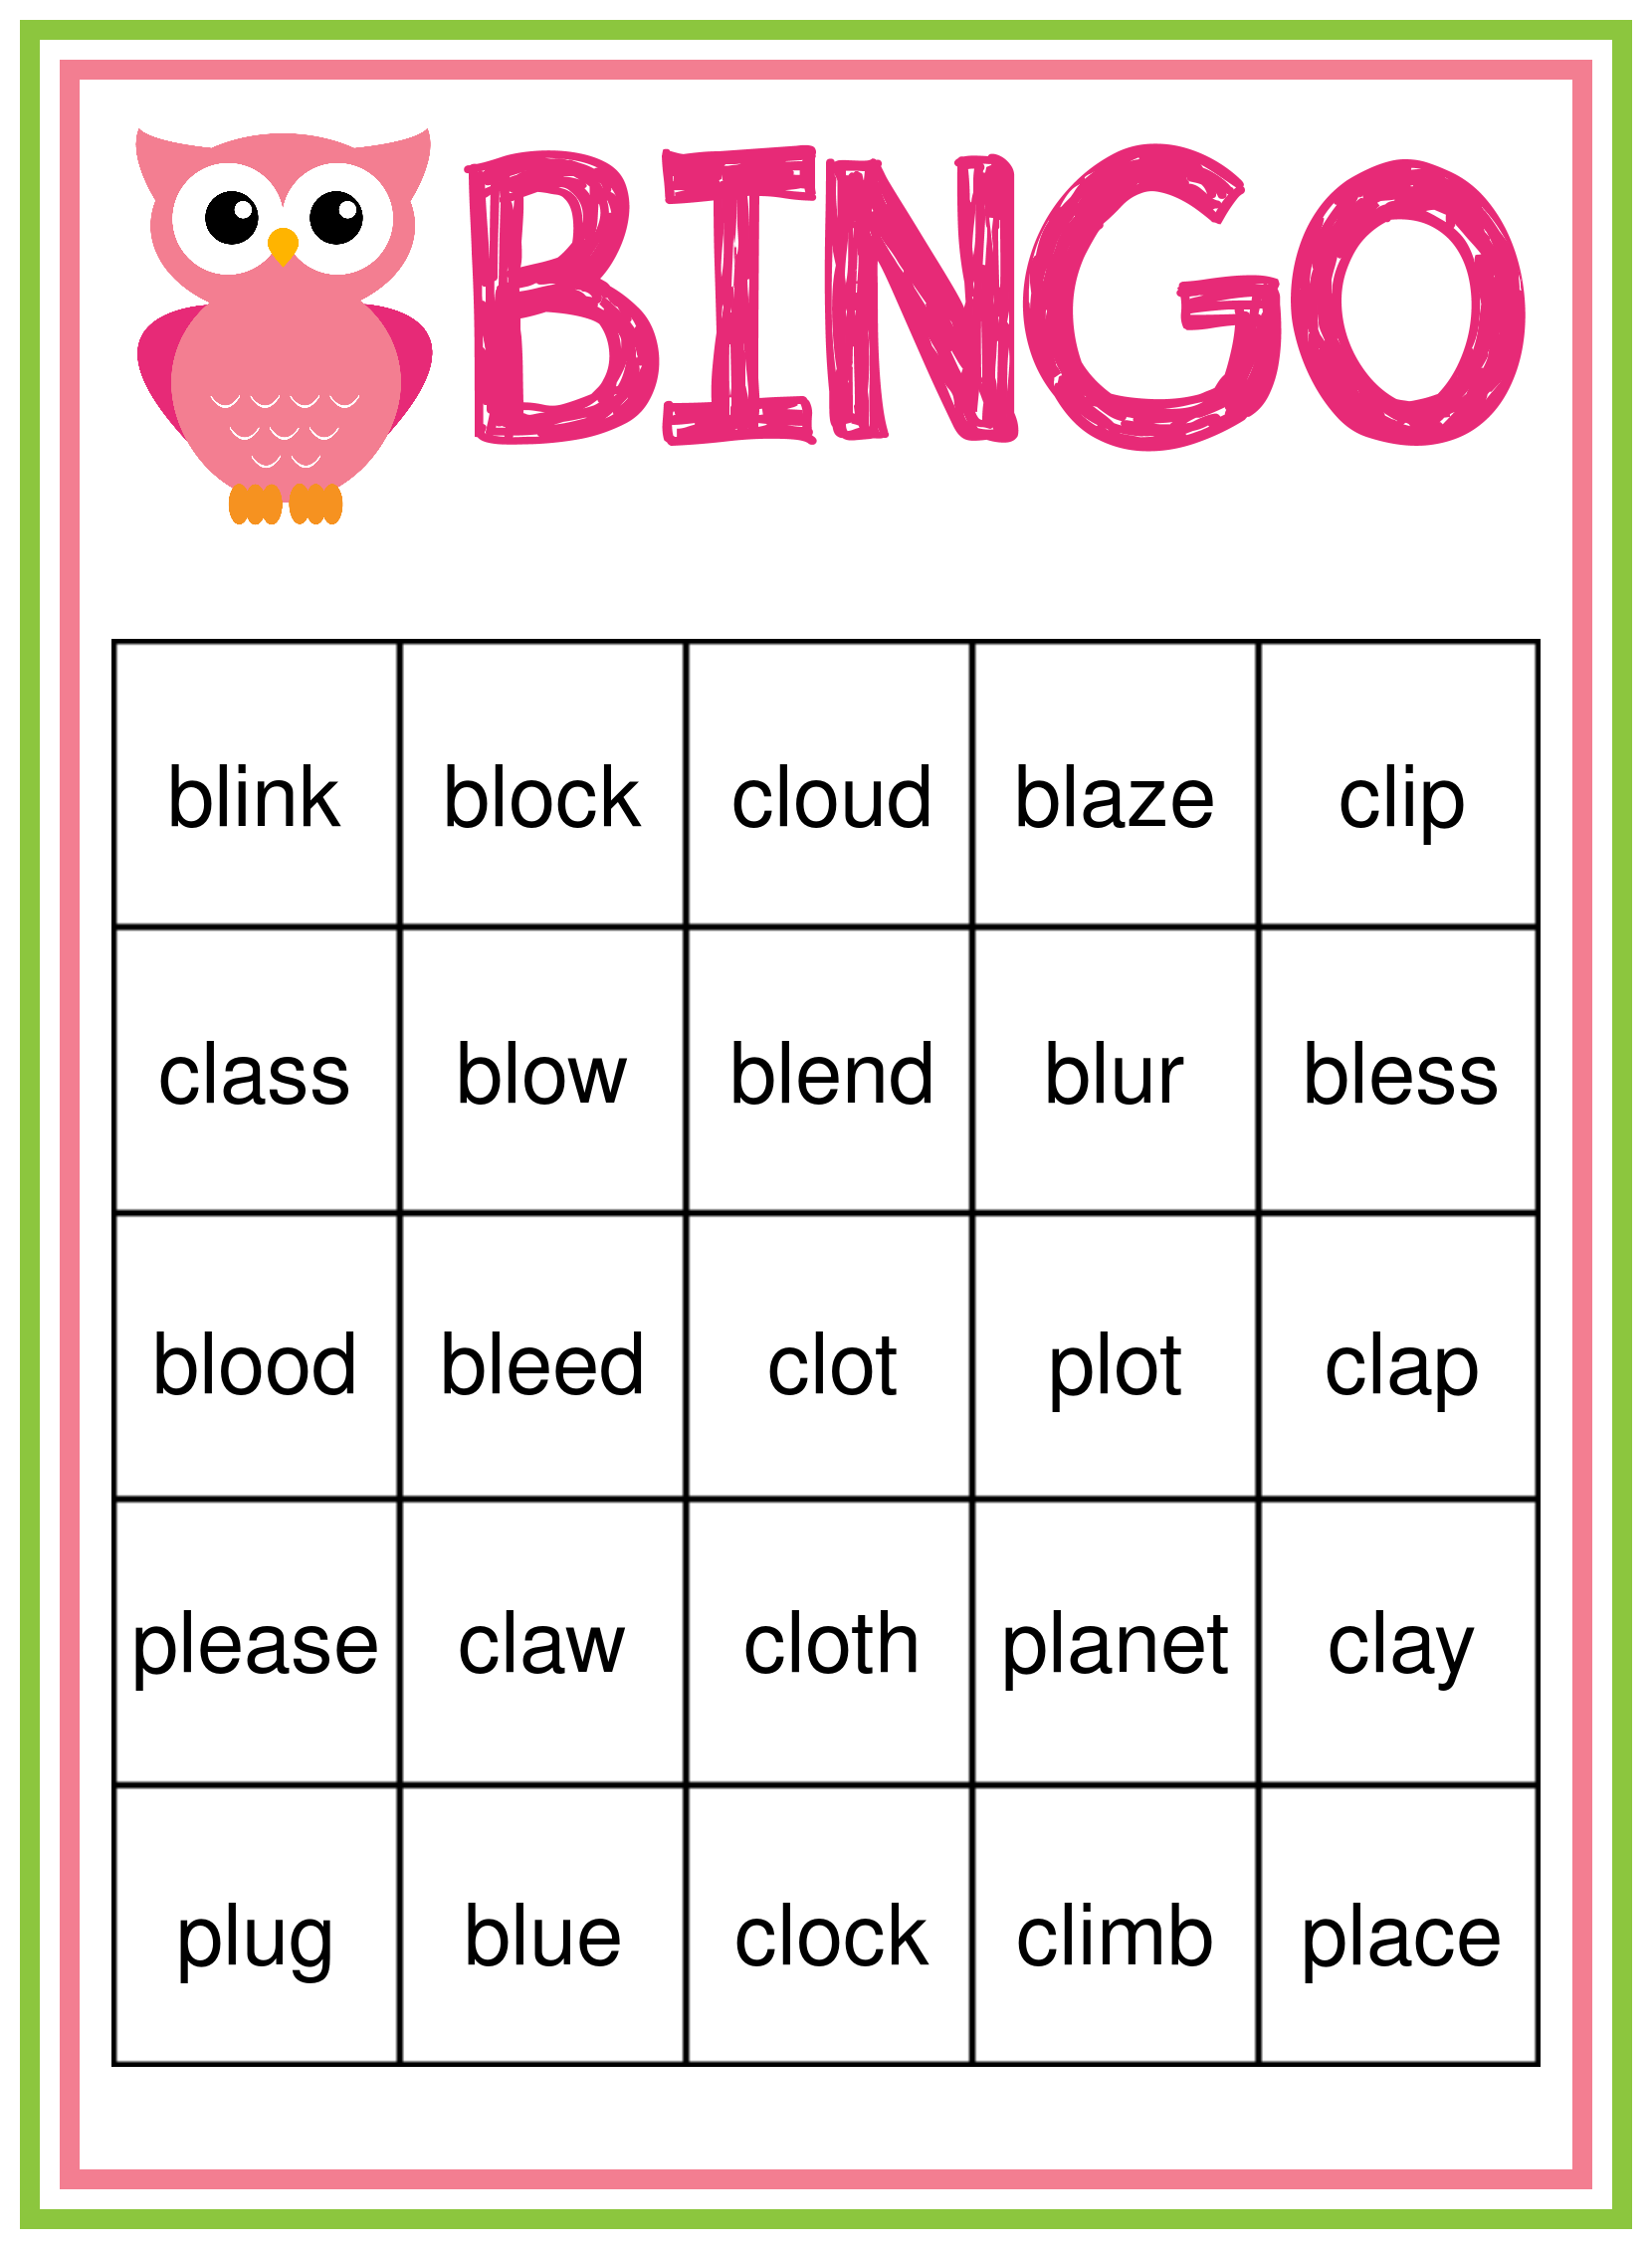 BINGO
blink block cloud blaze clip
class blow blend blur bless
blood bleed clot plot clap
please claw cloth planet clay
plug blue clock climb place